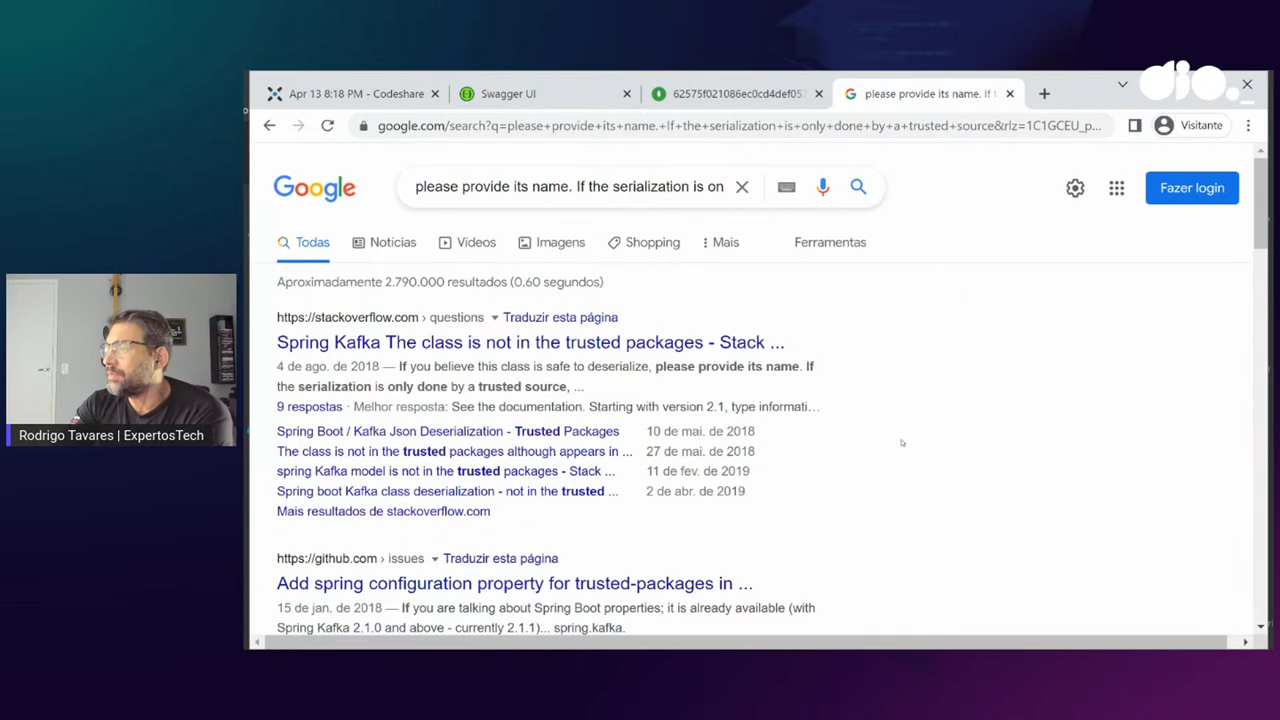 dio._
Apr 13 8:18 PM - Codeshare
Swagger UI
62575f021086ec0cd4def057
please provide its name. If t
google.com/search?q=please+provide+its+name.+If+the+serialization+is+only+done+by+a+trusted+source&rlz=1C1GCEU_p...
Visitante
Google
please provide its name. If the serialization is on
Fazer login
Todas
Notícias
Vídeos
Imagens
Shopping
Mais
Ferramentas
Aproximadamente 2.790.000 resultados (0,60 segundos)
https://stackoverflow.com › questions
Traduzir esta página
Spring Kafka The class is not in the trusted packages - Stack ...
4 de ago. de 2018 — If you believe this class is safe to deserialize, please provide its name. If
the serialization is only done by a trusted source, ...
9 respostas · Melhor resposta: See the documentation. Starting with version 2.1, type informati...
Spring Boot / Kafka Json Deserialization - Trusted Packages 10 de mai. de 2018
The class is not in the trusted packages although appears in ... 27 de mai. de 2018
spring Kafka model is not in the trusted packages - Stack ... 11 de fev. de 2019
Spring boot Kafka class deserialization - not in the trusted ... 2 de abr. de 2019
Mais resultados de stackoverflow.com
https://github.com › issues
Traduzir esta página
Add spring configuration property for trusted-packages in ...
15 de jan. de 2018 — If you are talking about Spring Boot properties; it is already available (with
Spring Kafka 2.1.0 and above - currently 2.1.1)... spring.kafka.
Rodrigo Tavares | ExpertosTech